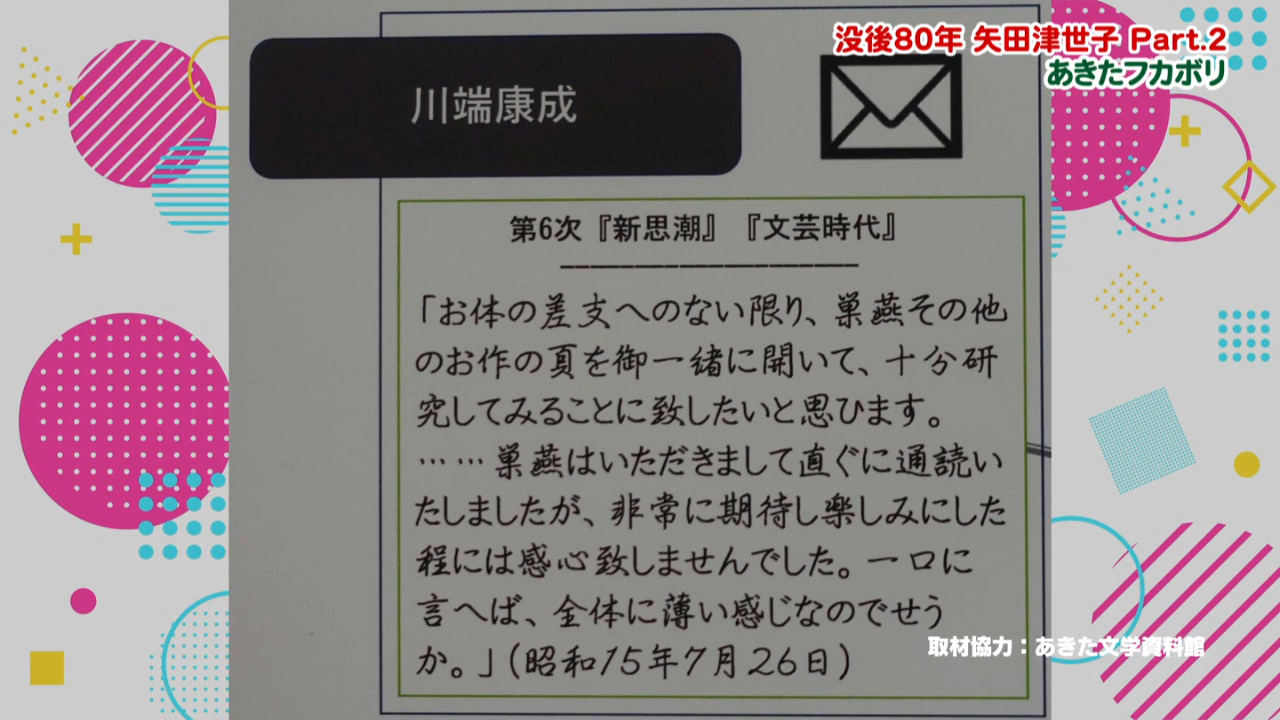 没後80年 矢田津世子 Part.2
あきたフカボリ
川端康成
第6次『新思潮』『文芸時代』
「お体の差支へのない限り、巣燕その他
のお作の頁を御一緒に開いて、十分研
究してみることに致したいと思ひます。
……巣燕はいただきまして直ぐに通読い
たしましたが、非常に期待し楽しみにした
程には感心致しませんでした。一口に
言へば、全体に薄い感じなのでせう
か。」(昭和15年7月26日)
取材協力：あきた文学資料館